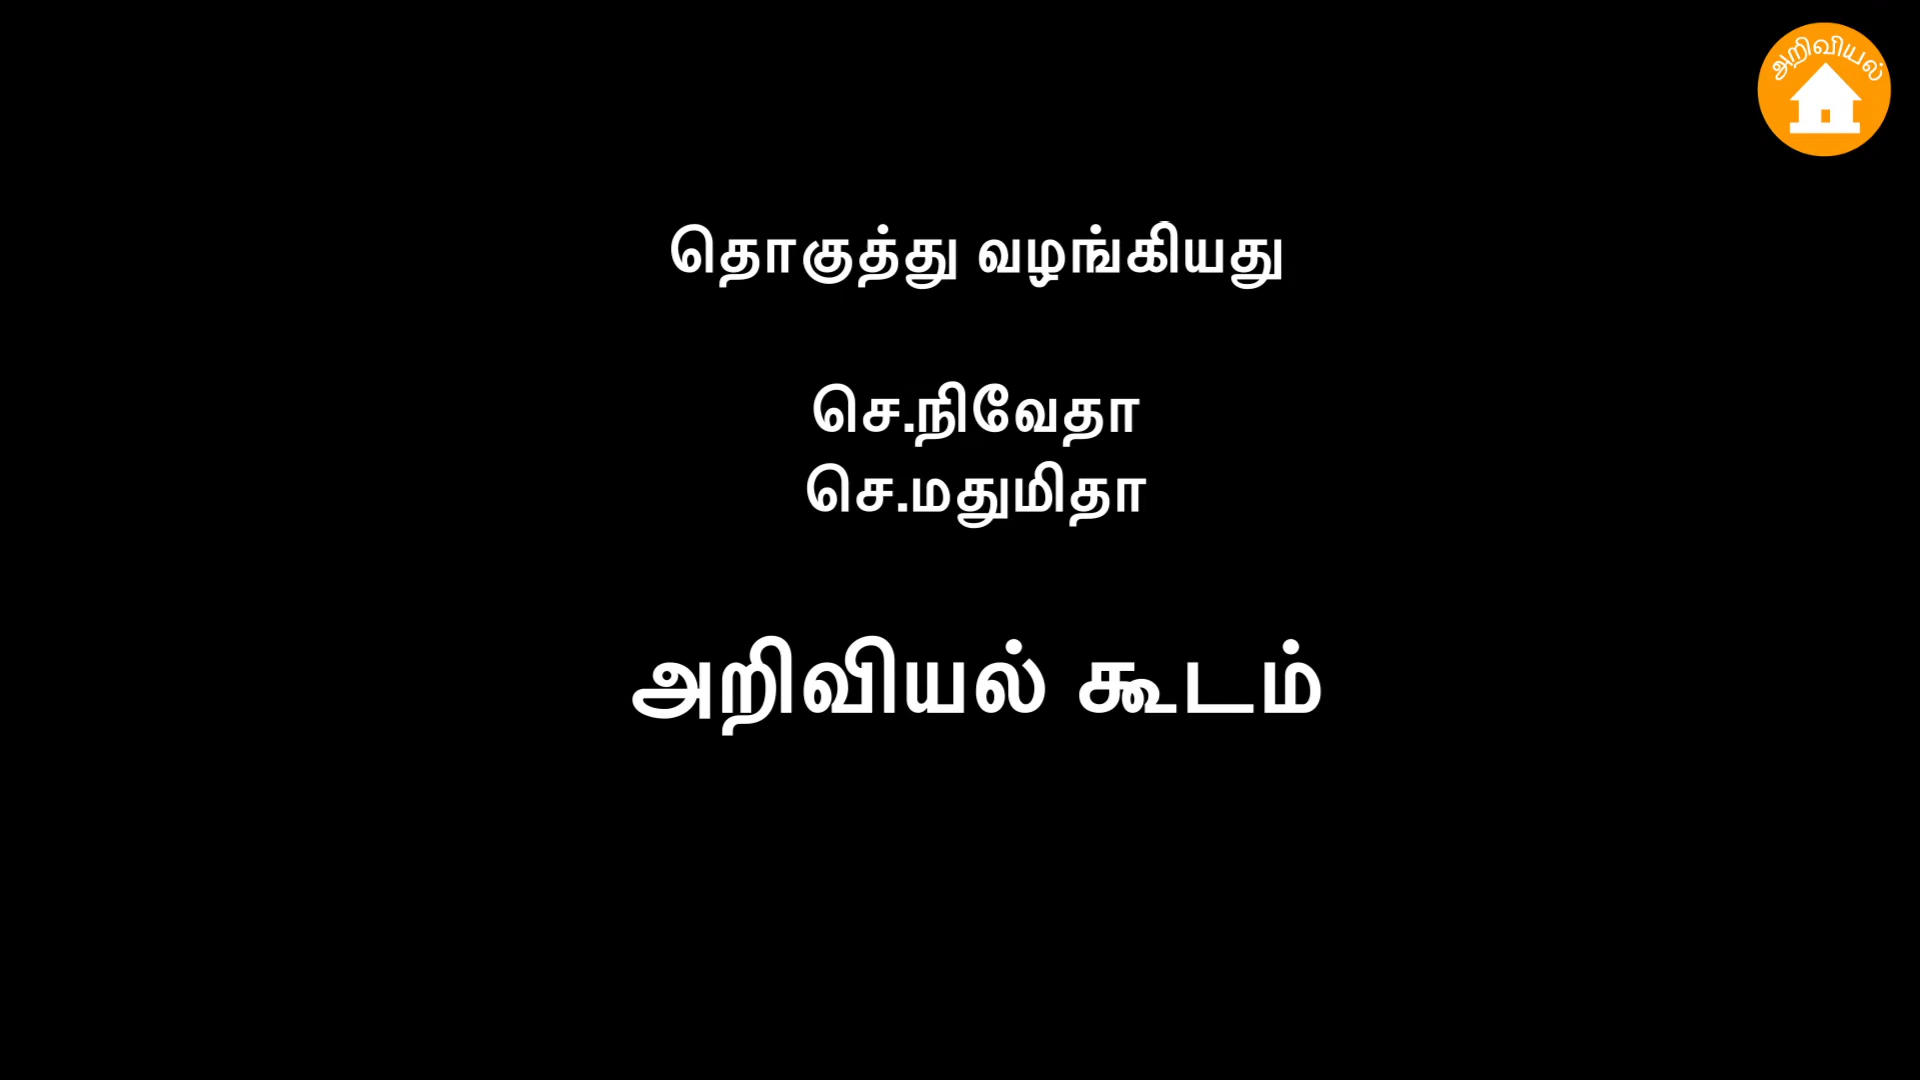 அறிவியல்
தொகுத்து வழங்கியது
செ.நிவேதா
செ.மதுமிதா
அறிவியல் கூடம்